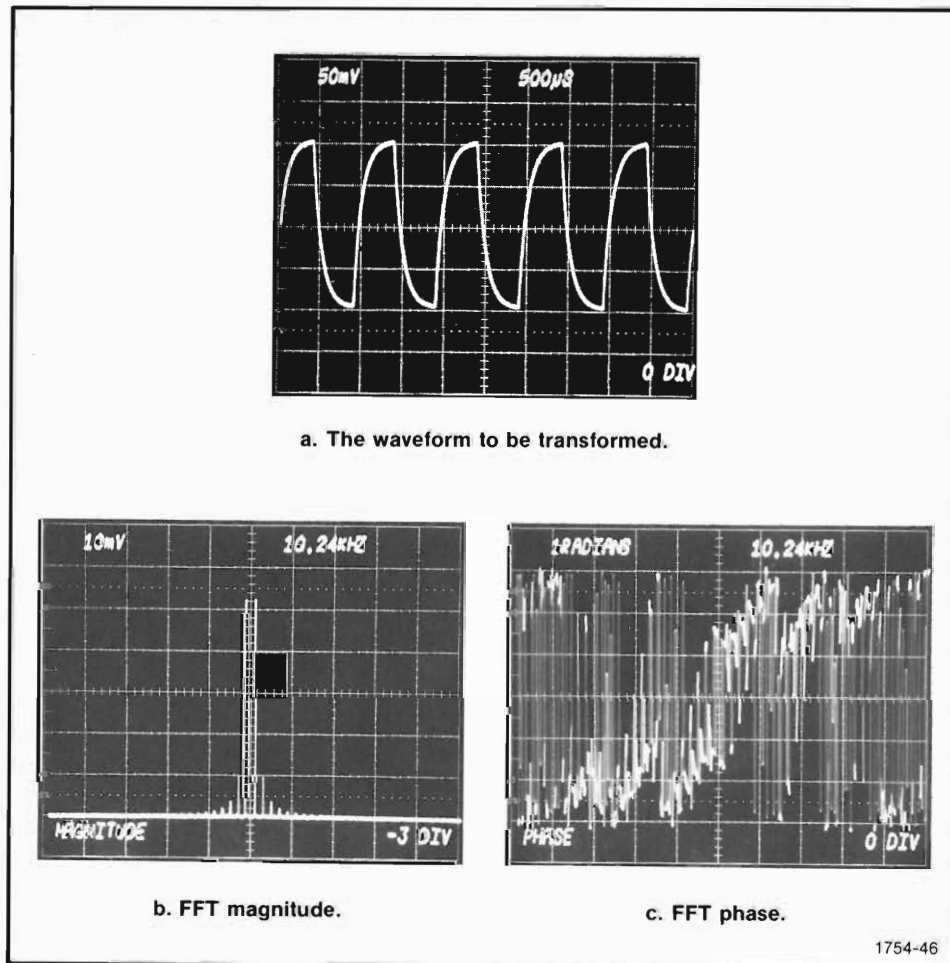 50mV 500µS
0 DIV
a. The waveform to be transformed.
10mV 10.24KHZ
MAGNITUDE -3 DIV
b. FFT magnitude.
1RADIANS 10.24KHZ
PHASE 0 DIV
c. FFT phase.
1754-46